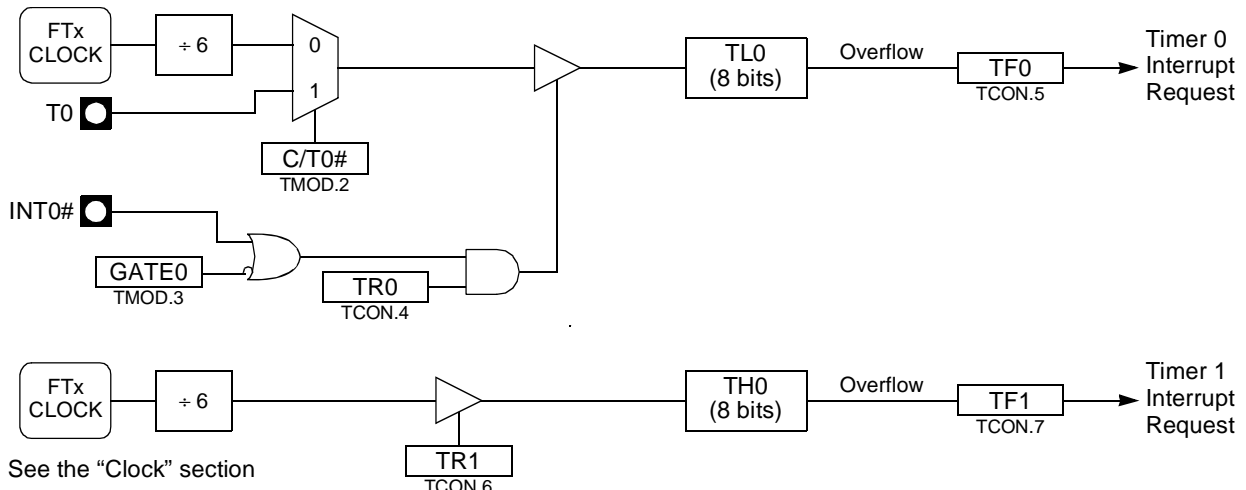 FTx
CLOCK
÷ 6
0
1
T0
C/T0#
TMOD.2
TL0
(8 bits)
Overflow
TF0
TCON.5
Timer 0
Interrupt
Request
INT0#
GATE0
TMOD.3
TR0
TCON.4
FTx
CLOCK
÷ 6
TR1
TCON.6
TH0
(8 bits)
Overflow
TF1
TCON.7
Timer 1
Interrupt
Request
See the “Clock” section